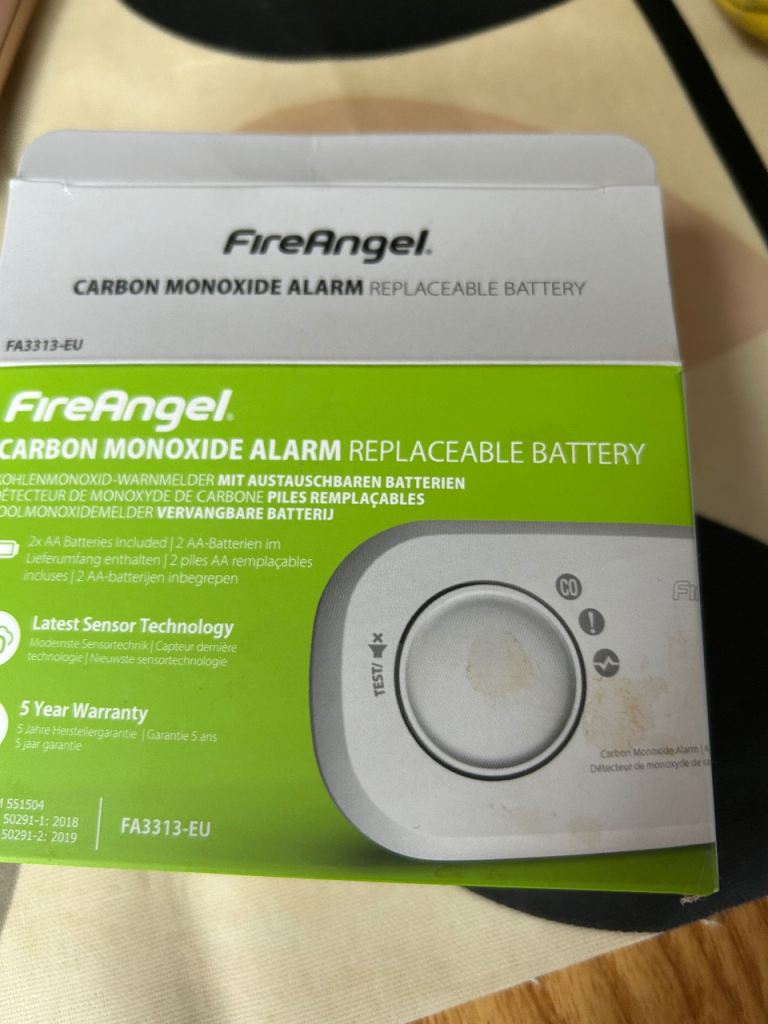 FireAngel®
CARBON MONOXIDE ALARM REPLACEABLE BATTERY
FA3313-EU
FireAngel®
CARBON MONOXIDE ALARM REPLACEABLE BATTERY
KOHLENMONOXID-WARNMELDER MIT AUSTAUSCHBAREN BATTERIEN
DÉTECTEUR DE MONOXYDE DE CARBONE PILES REMPLAÇABLES
OOLMONOXIDEMELDER VERVANGBARE BATTERIJ
2x AA Batteries Included | 2 AA-Batterien im
Lieferumfang enthalten | 2 piles AA remplaçables
incluses | 2 AA-batterijen inbegrepen
Latest Sensor Technology
Modernste Sensortechnik | Capteur dernière
technologie | Nieuwste sensortechnologie
5 Year Warranty
5 Jahre Herstellergarantie | Garantie 5 ans
5 jaar garantie
551504
50291-1: 2018
50291-2: 2019
FA3313-EU
TEST/
CO
!
Carbon Monoxide Alarm |
Détecteur de monoxyde de